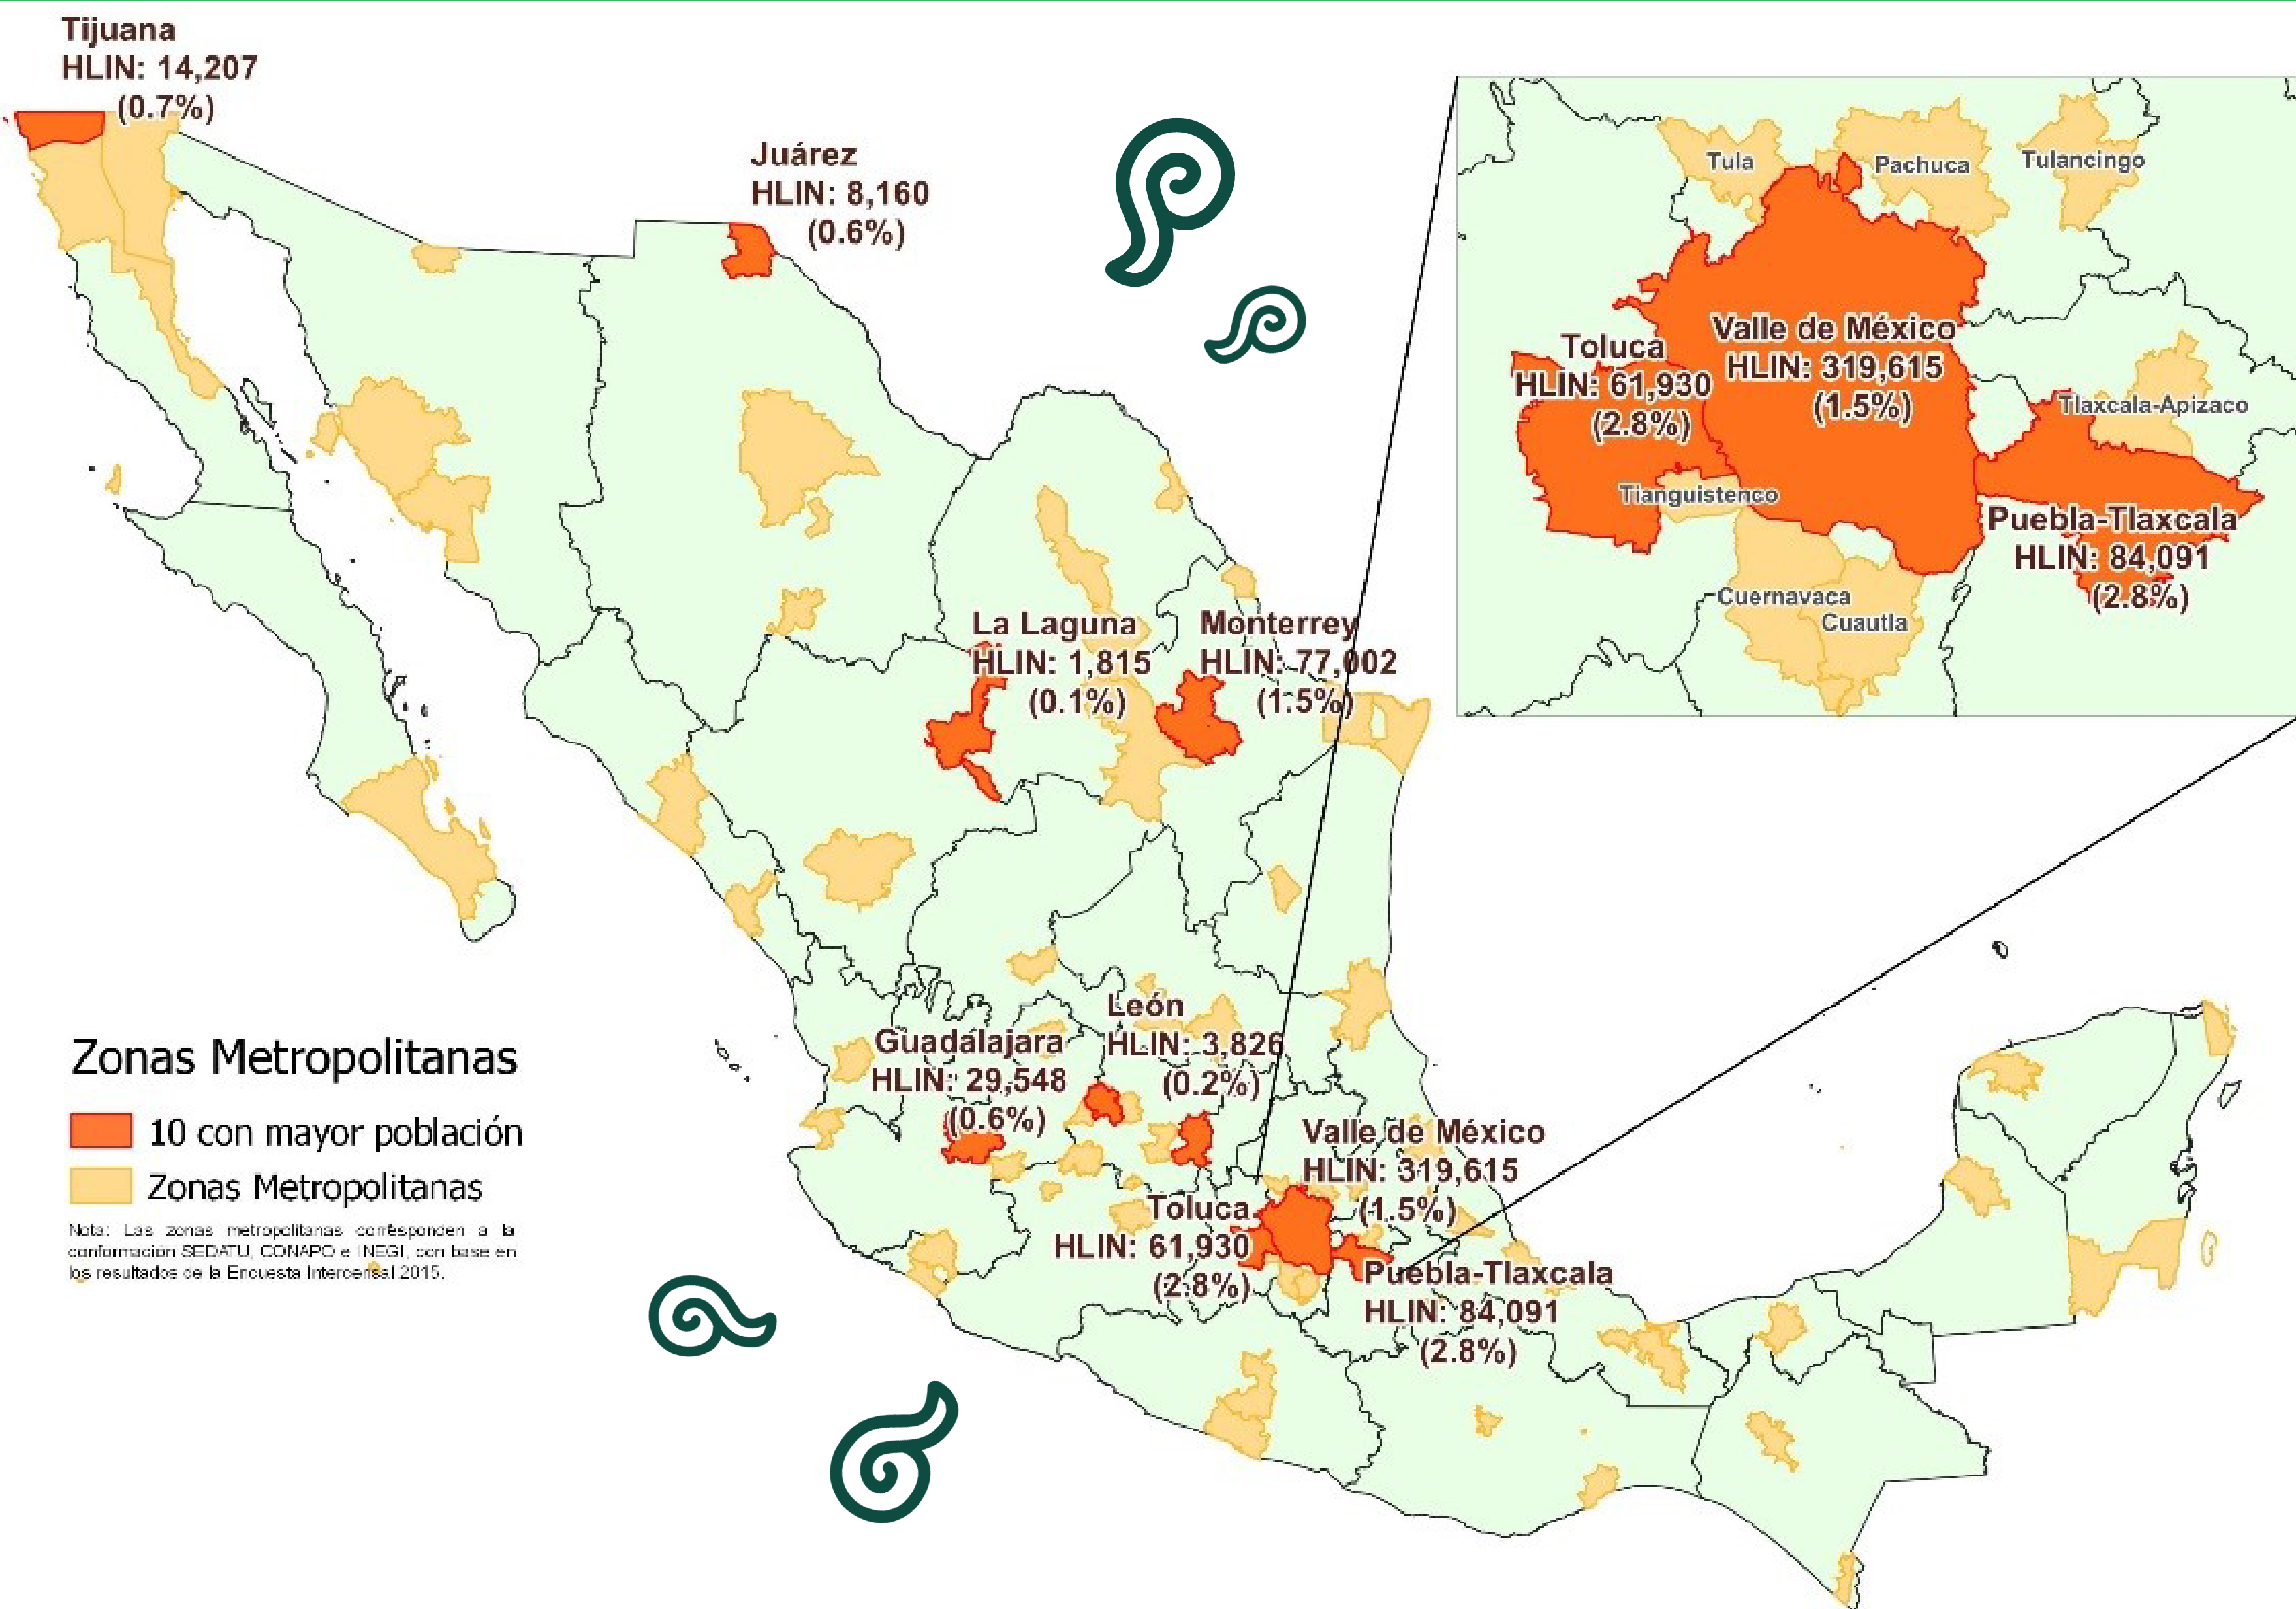 Tijuana
HLIN: 14,207
(0.7%)
Juárez
HLIN: 8,160
(0.6%)
Tula
Pachuca
Tulancingo
Valle de México
HLIN: 319,615
(1.5%)
Toluca
HLIN: 61,930
(2.8%)
Tlaxcala-Apizaco
Tianguistenco
Puebla-Tlaxcala
HLIN: 84,091
(2.8%)
Cuernavaca
Cuautla
La Laguna
HLIN: 1,815
(0.1%)
Monterrey
HLIN: 77,002
(1.5%)
León
HLIN: 3,826
(0.2%)
Guadalajara
HLIN: 29,548
(0.6%)
Valle de México
HLIN: 319,615
(1.5%)
Toluca
HLIN: 61,930
(2.8%)
Puebla-Tlaxcala
HLIN: 84,091
(2.8%)
Zonas Metropolitanas
10 con mayor población
Zonas Metropolitanas
Nota: Las zonas metropolitanas corresponden a la
conformación SEDATU, CONAPO e INEGI, con base en
los resultados de la Encuesta Intercensal 2015.